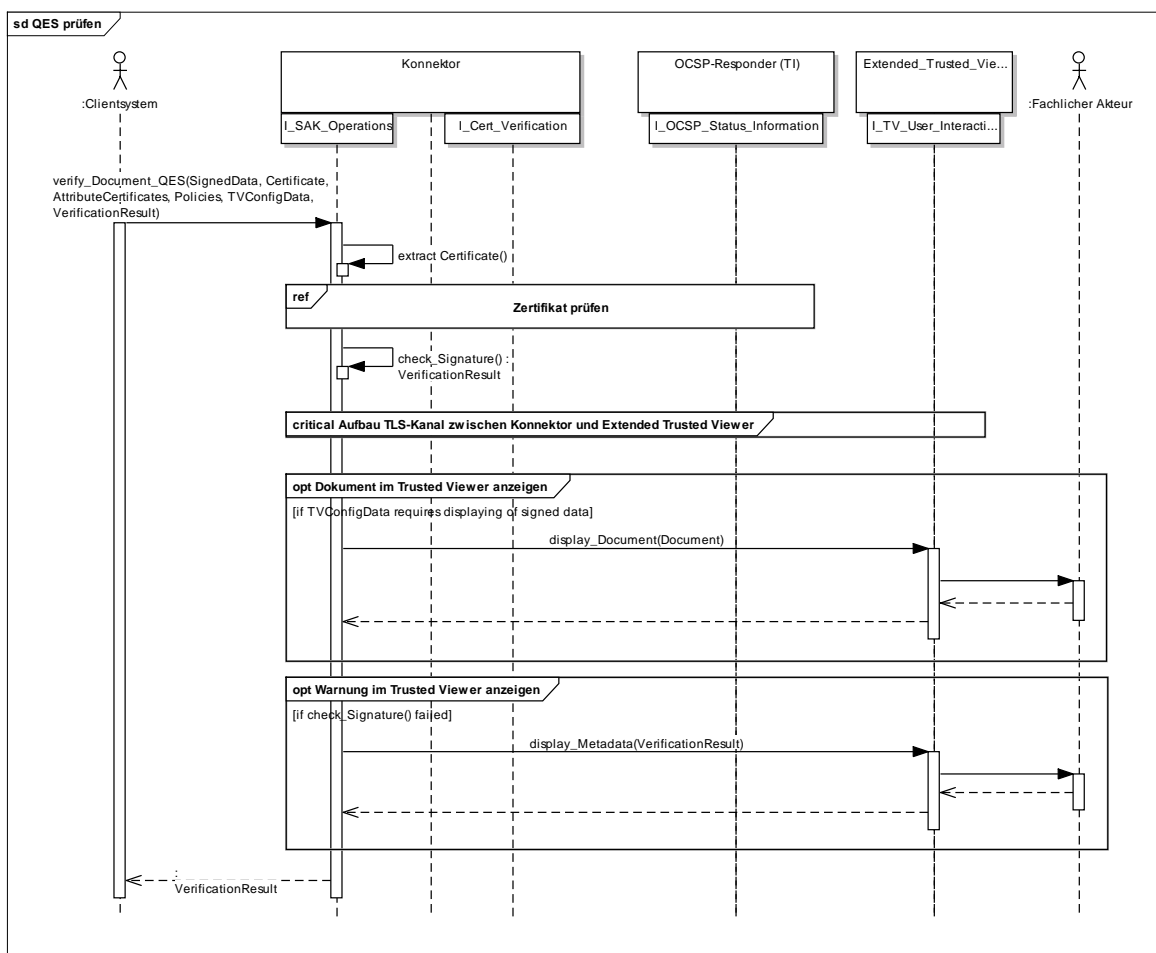 sd QES prüfen
:Clientsystem
Konnektor
I_SAK_Operations
I_Cert_Verification
OCSP-Responder (TI)
I_OCSP_Status_Information
Extended_Trusted_Vie...
I_TV_User_Interacti...
:Fachlicher Akteur
verify_Document_QES(SignedData, Certificate,
AttributeCertificates, Policies, TVConfigData,
VerificationResult)
extract Certificate()
ref
Zertifikat prüfen
check_Signature() :
VerificationResult
critical Aufbau TLS-Kanal zwischen Konnektor und Extended Trusted Viewer
opt Dokument im Trusted Viewer anzeigen
[if TVConfigData requires displaying of signed data]
display_Document(Document)
opt Warnung im Trusted Viewer anzeigen
[if check_Signature() failed]
display_Metadata(VerificationResult)
:
VerificationResult